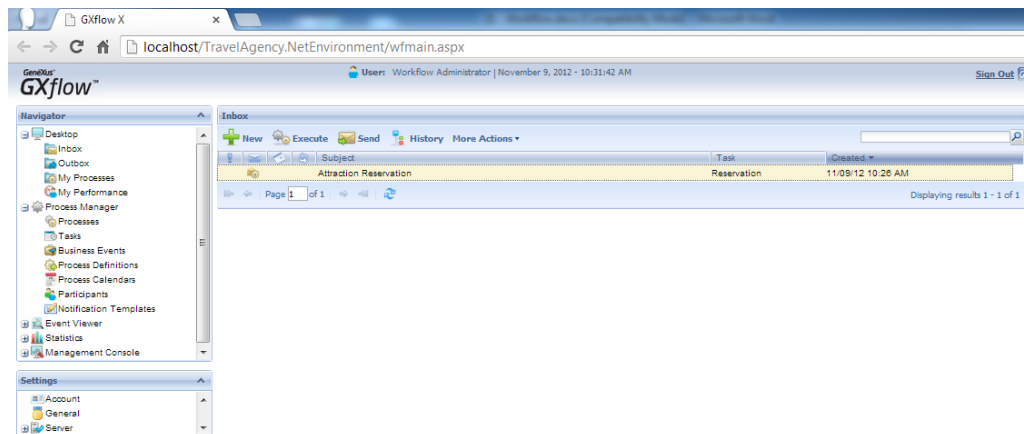 GXflow X
localhost/TravelAgency.NetEnvironment/wfmain.aspx
GeneXus
GXflow™
User: Workflow Administrator | November 9, 2012 - 10:31:42 AM
Sign Out
Navigator
Desktop
Inbox
Outbox
My Processes
My Performance
Process Manager
Processes
Tasks
Business Events
Process Definitions
Process Calendars
Participants
Notification Templates
Event Viewer
Statistics
Management Console
Settings
Account
General
Server
Inbox
New Execute Send History More Actions
Subject Task Created
Attraction Reservation Reservation 11/09/12 10:26 AM
Page 1 of 1 Displaying results 1 - 1 of 1